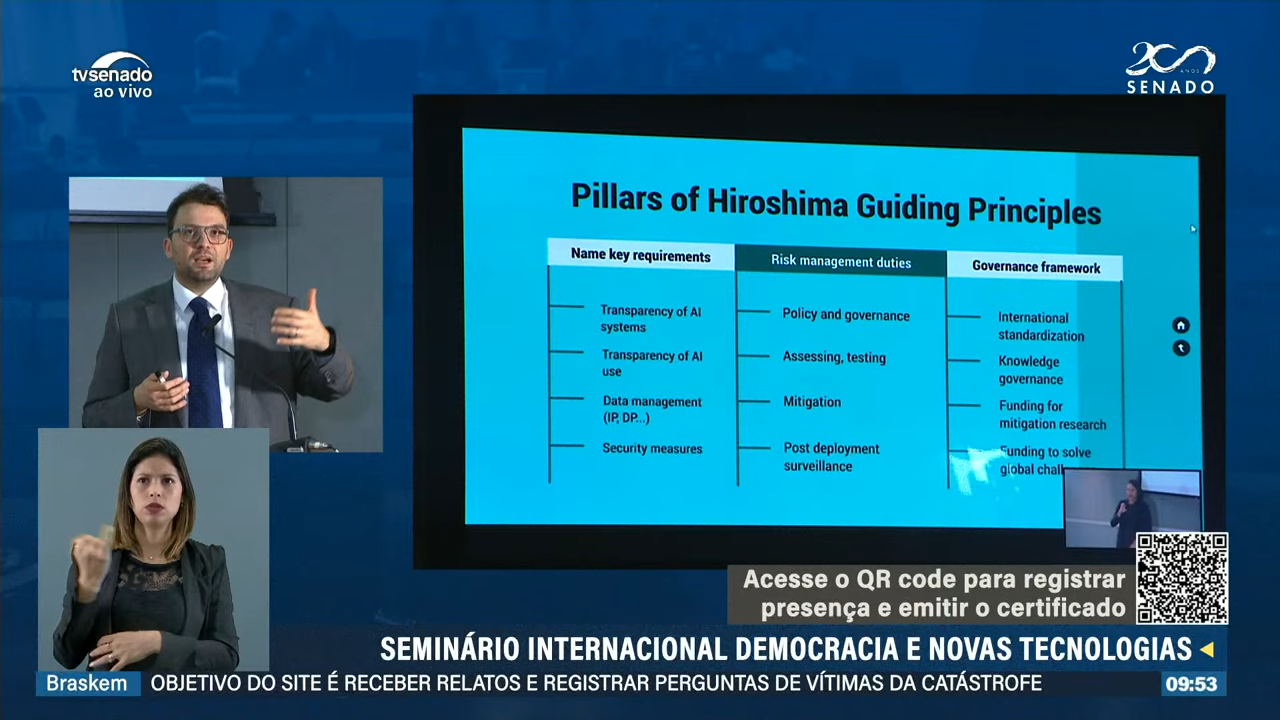 tvsenado
ao vivo
200
ANOS
SENADO
Pillars of Hiroshima Guiding Principles
Name key requirements
Transparency of AI
systems
Transparency of AI
use
Data management
(IP, DP...)
Security measures
Risk management duties
Policy and governance
Assessing, testing
Mitigation
Post deployment
surveillance
Governance framework
International
standardization
Knowledge
governance
Funding for
mitigation research
Funding to solve
global
Acesse o QR code para registrar
presença e emitir o certificado
SEMINÁRIO INTERNACIONAL DEMOCRACIA E NOVAS TECNOLOGIAS
Braskem OBJETIVO DO SITE É RECEBER RELATOS E REGISTRAR PERGUNTAS DE VÍTIMAS DA CATÁSTROFE 09:53